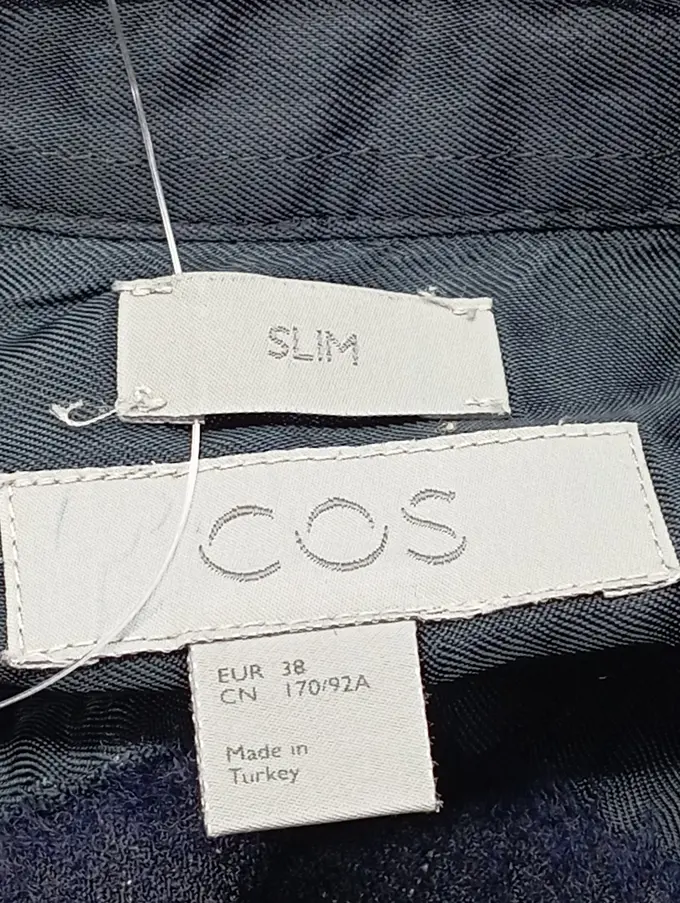 SLIM
COS
EUR 38
CN 170/92A
Made in
Turkey